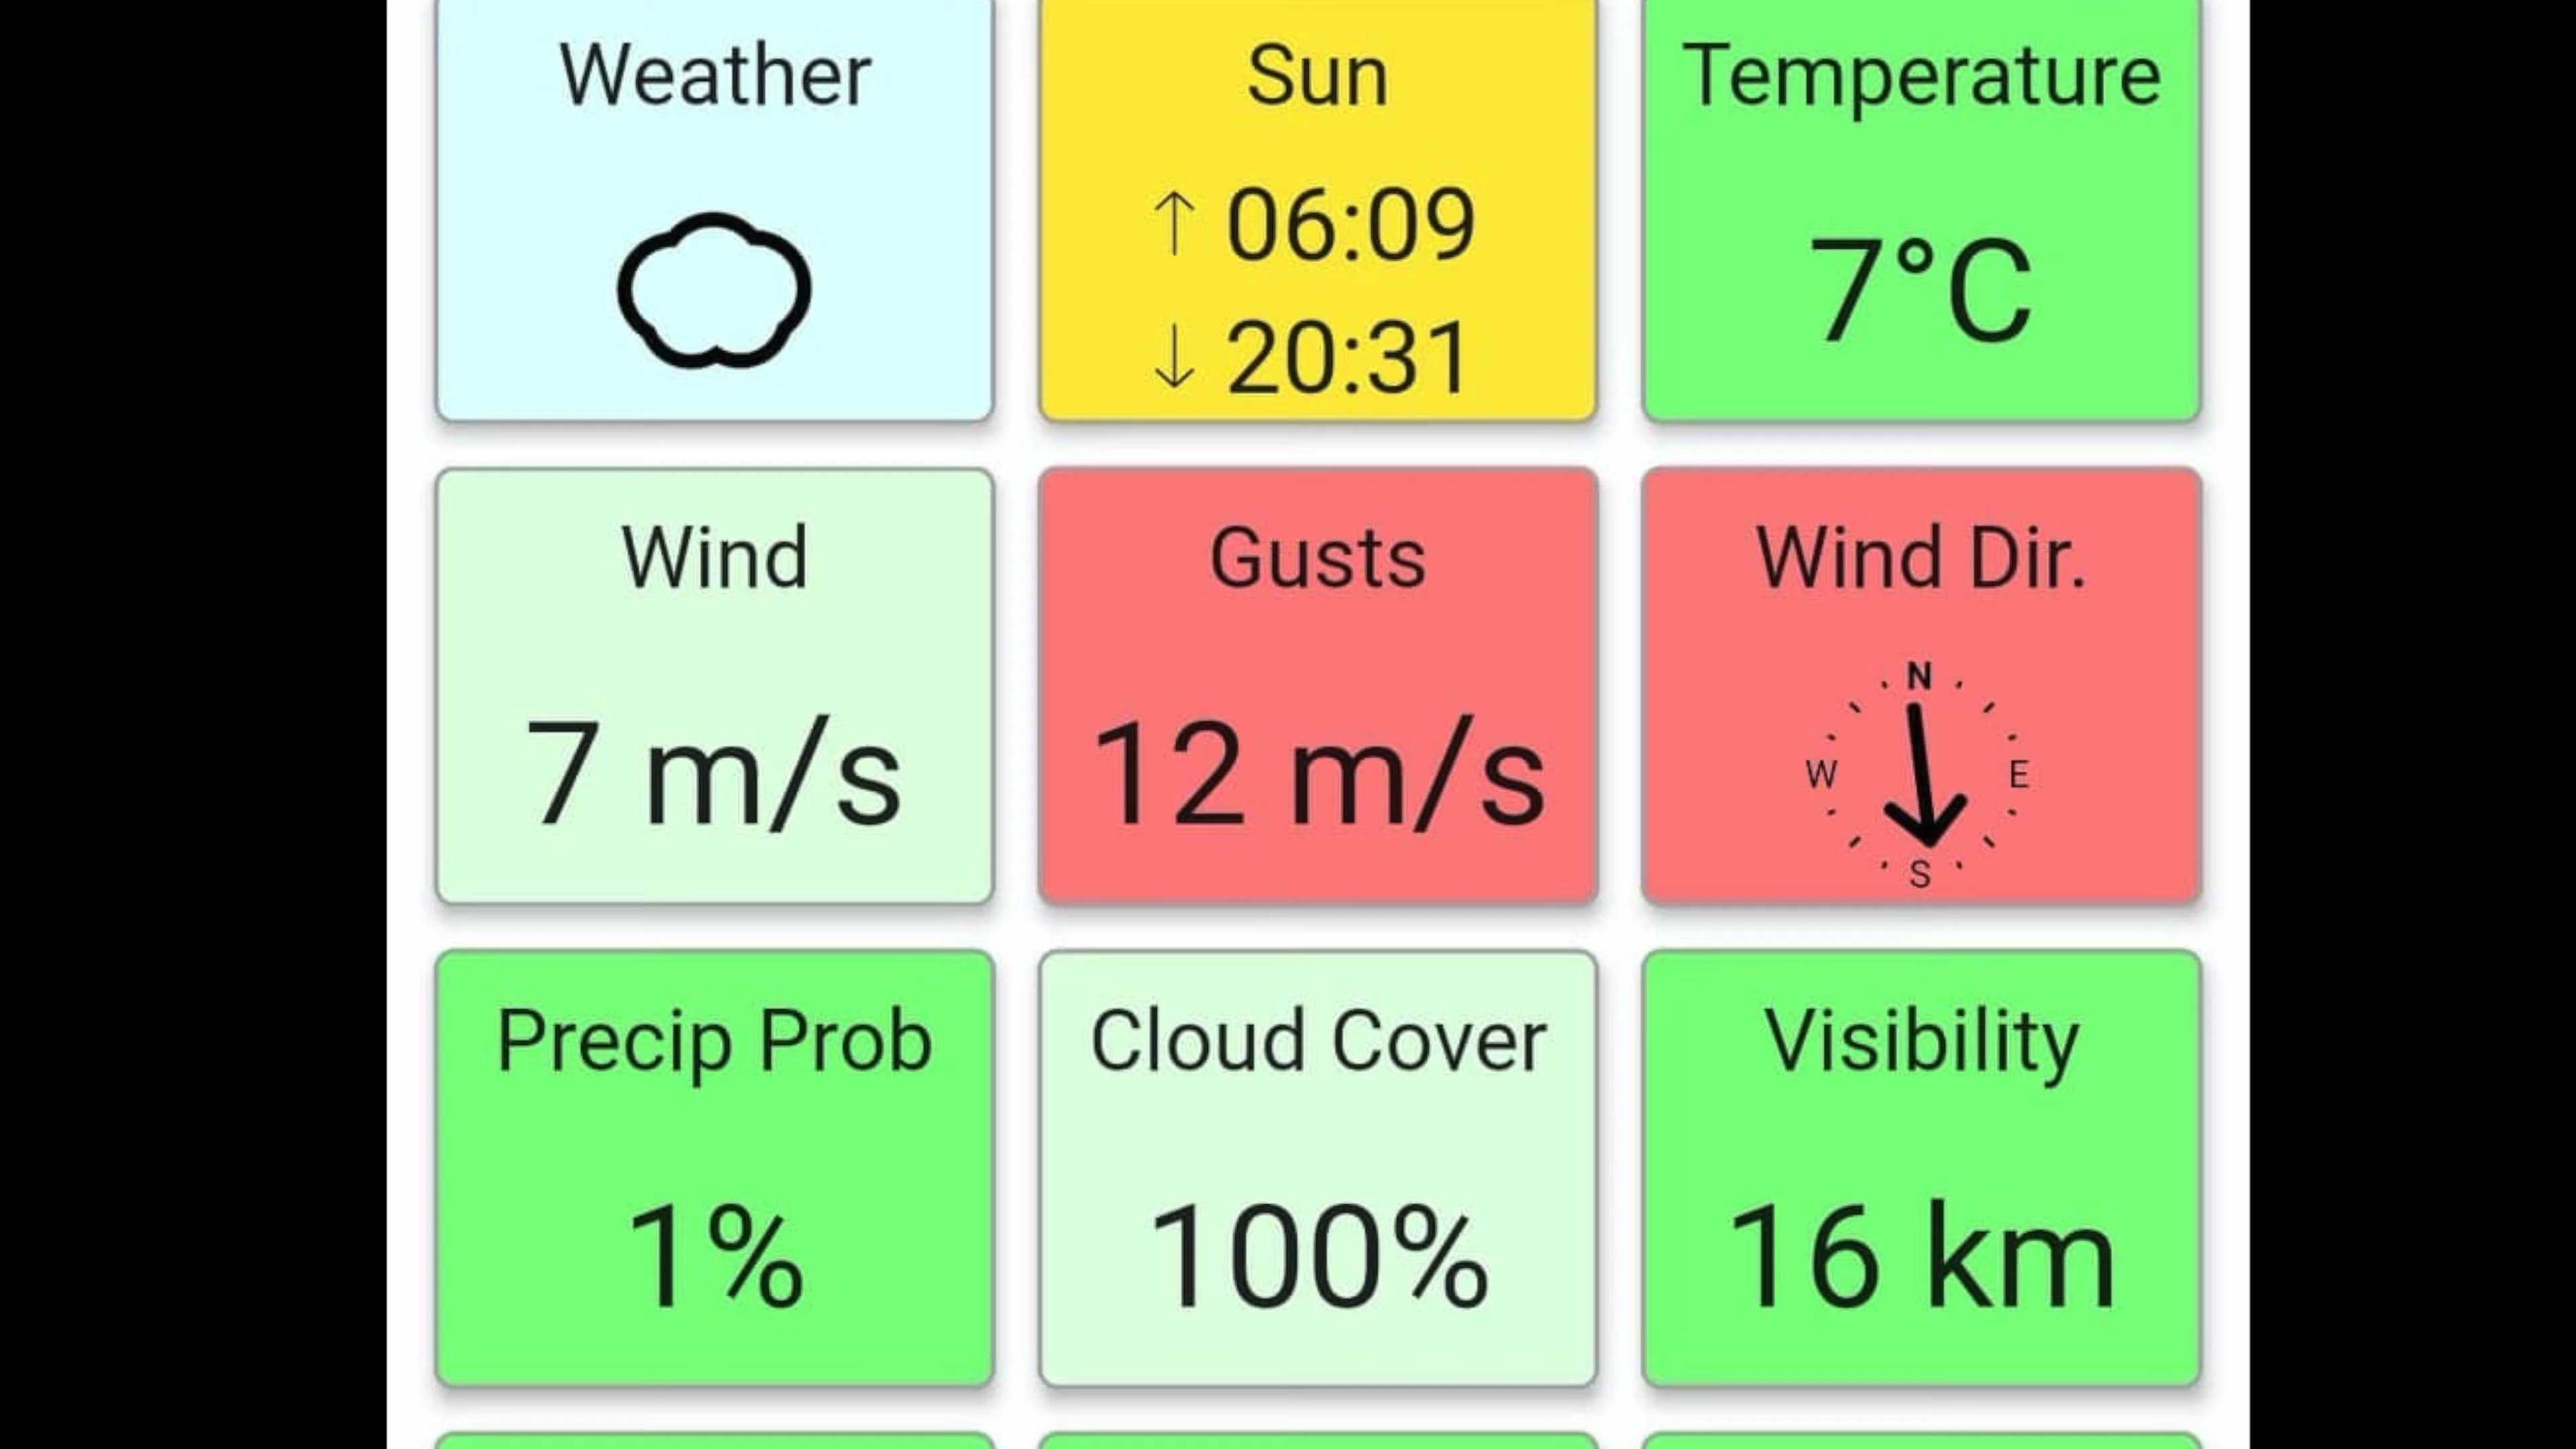 Weather
Sun
Temperature
↑ 06:09
↓ 20:31
7°C
Wind
Gusts
Wind Dir.
7 m/s
12 m/s
N
W
E
S
Precip Prob
Cloud Cover
Visibility
1%
100%
16 km